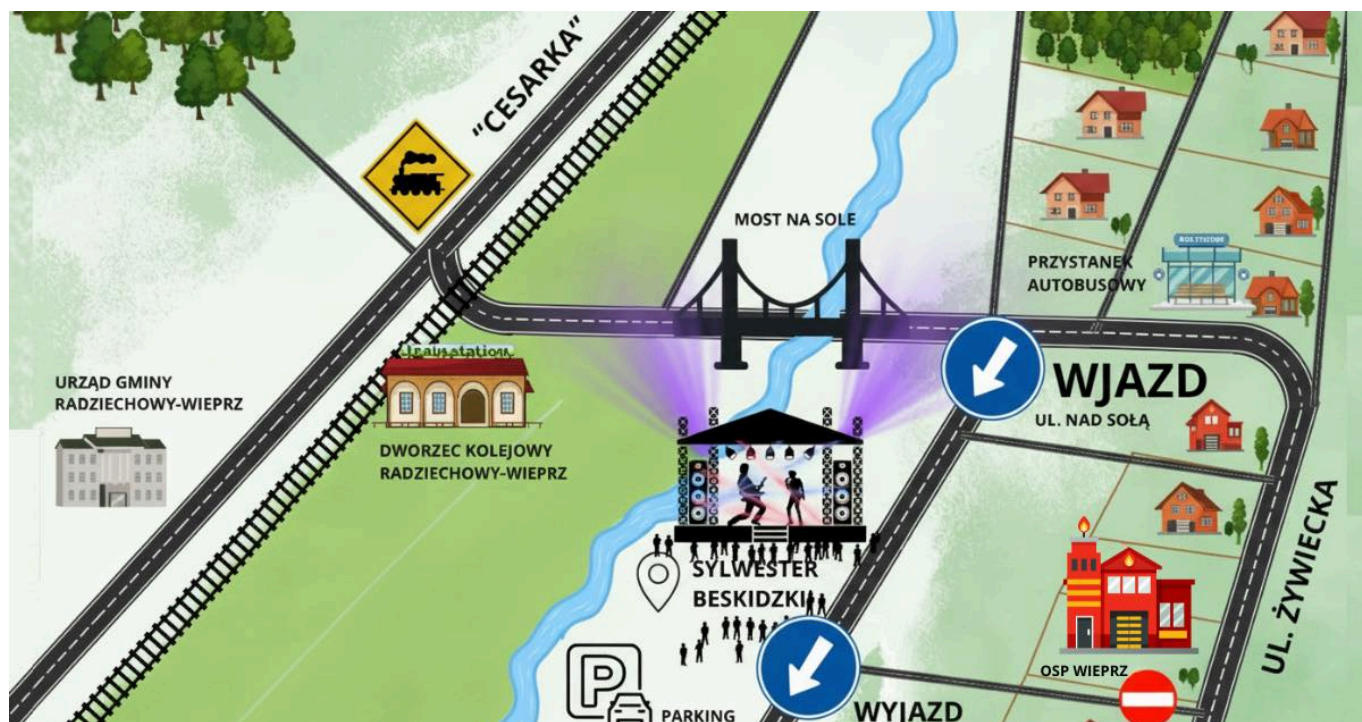 "CESARKA"
MOST NA SOLE
PRZYSTANEK
AUTOBUSOWY
WJAZD
UL. NAD SOŁĄ
URZĄD GMINY
RADZIECHOWY-WIEPRZ
DWORZEC KOLEJOWY
RADZIECHOWY-WIEPRZ
UL. ŻYWIECKA
SYLWESTER
BESKIDZKI
OSP WIEPRZ
P
PARKING
WYJAZD